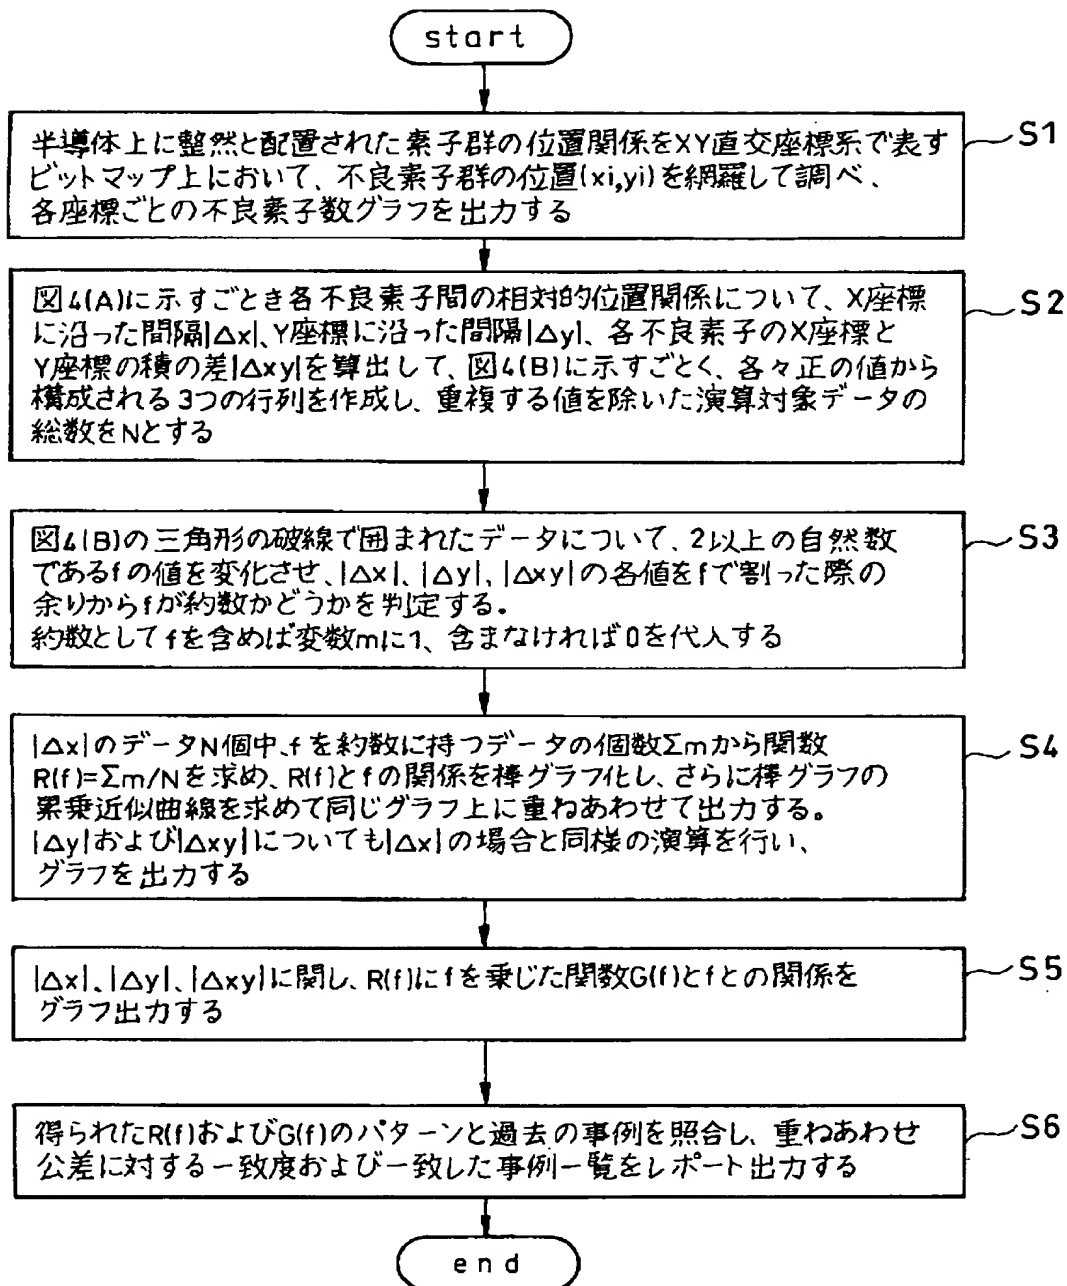 start
半導体上に整然と配置された素子群の位置関係をXY直交座標系で表す
ビットマップ上において、不良素子群の位置(xi,yi)を網羅して調べ、
各座標ごとの不良素子数グラフを出力する
S1
図4(A)に示すごとき各不良素子間の相対的位置関係について、X座標
に沿った間隔|Δx|、Y座標に沿った間隔|Δy|、各不良素子のX座標と
Y座標の積の差|Δxy|を算出して、図4(B)に示すごとく、各々正の値から
構成される3つの行列を作成し、重複する値を除いた演算対象データの
総数をNとする
S2
図4(B)の三角形の破線で囲まれたデータについて、2以上の自然数
であるfの値を変化させ、|Δx|、|Δy|、|Δxy|の各値をfで割った際の
余りからfが約数かどうかを判定する。
約数としてfを含めば変数mに1、含まなければ0を代入する
S3
|Δx|のデータN個中、fを約数に持つデータの個数Σmから関数
R(f)=Σm/Nを求め、R(f)とfの関係を棒グラフ化し、さらに棒グラフの
累乗近似曲線を求めて同じグラフ上に重ねあわせて出力する。
|Δy|および|Δxy|についても|Δx|の場合と同様の演算を行い、
グラフを出力する
S4
|Δx|、|Δy|、|Δxy|に関し、R(f)にfを乗じた関数G(f)とfとの関係を
グラフ出力する
S5
得られたR(f)およびG(f)のパターンと過去の事例を照合し、重ねあわせ
公差に対する一致度および一致した事例一覧をレポート出力する
S6
end